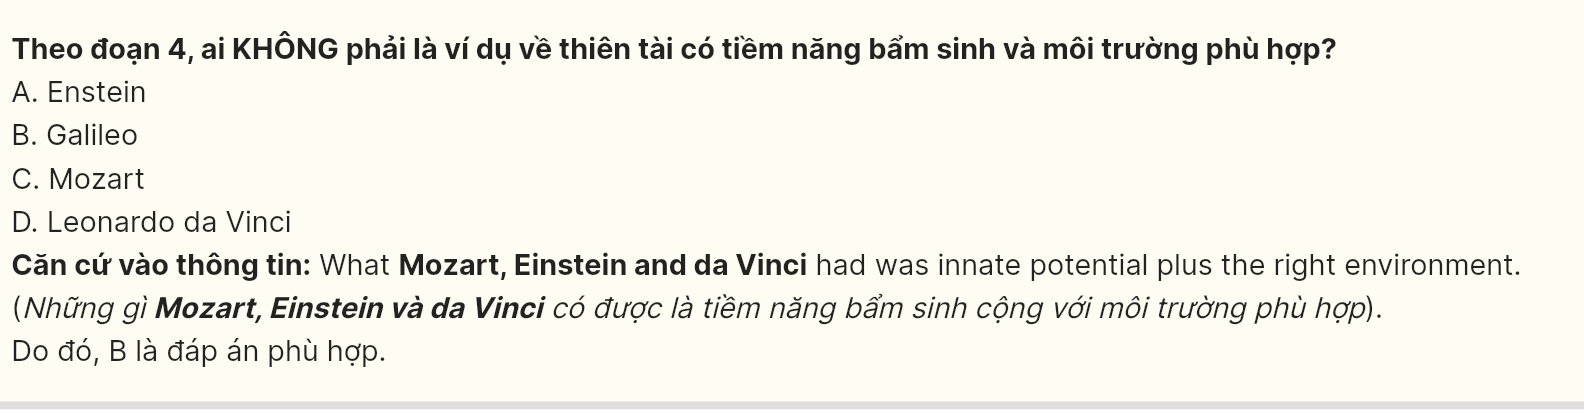 Theo đoạn 4, ai KHÔNG phải là ví dụ về thiên tài có tiềm năng bẩm sinh và môi trường phù hợp?
A. Enstein
B. Galileo
C. Mozart
D. Leonardo da Vinci
Căn cứ vào thông tin: What Mozart, Einstein and da Vinci had was innate potential plus the right environment.
(Những gì Mozart, Einstein và da Vinci có được là tiềm năng bẩm sinh cộng với môi trường phù hợp).
Do đó, B là đáp án phù hợp.